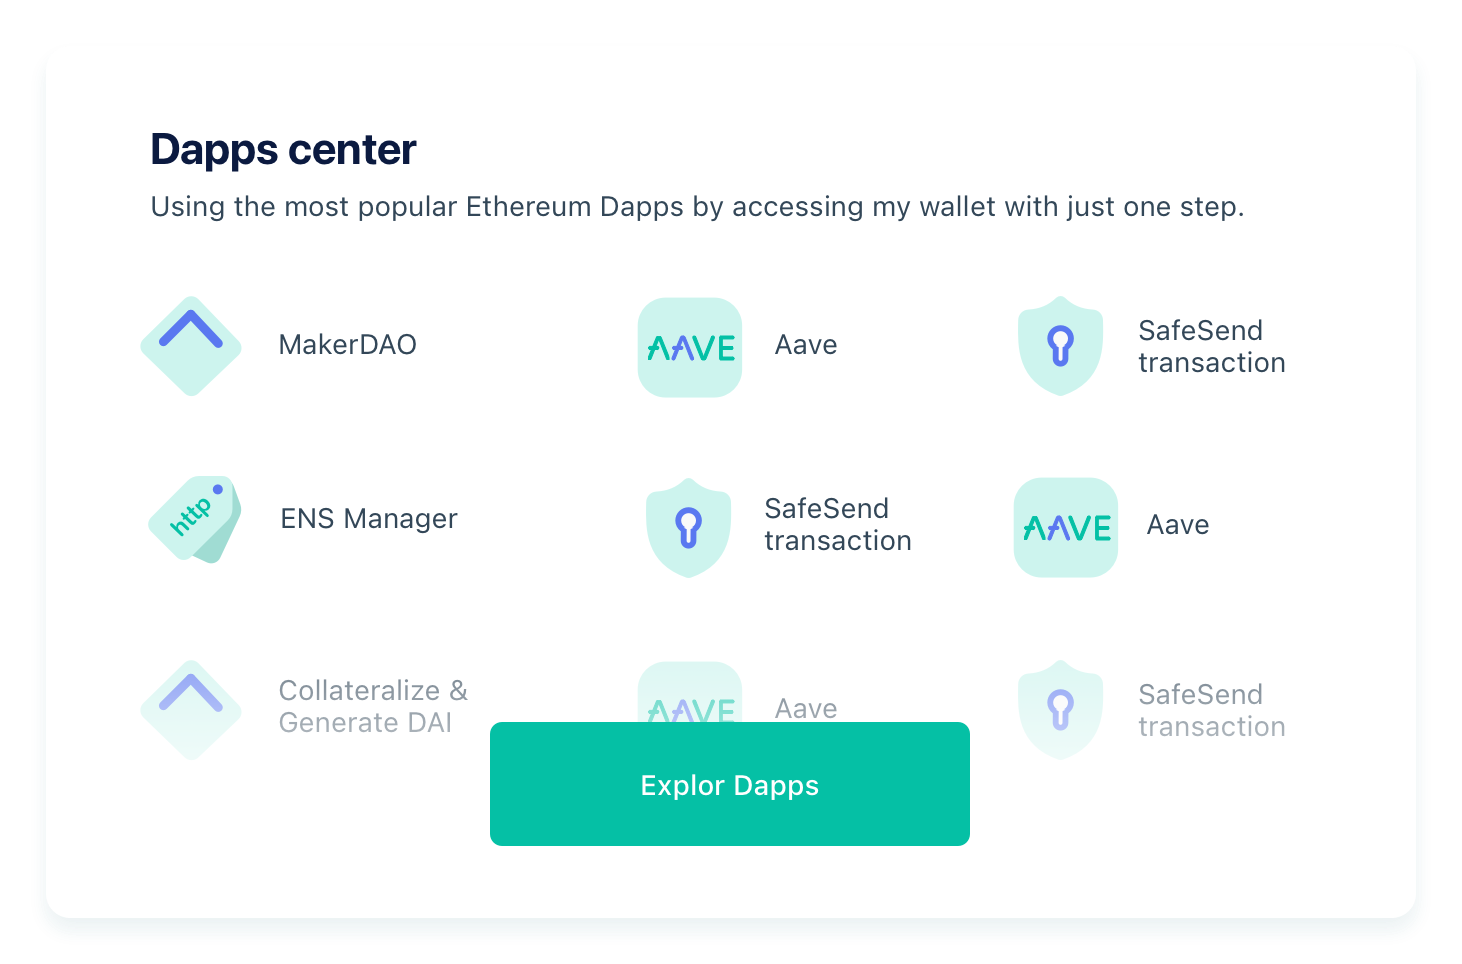 Dapps center
Using the most popular Ethereum Dapps by accessing my wallet with just one step.
MakerDAO
AAVE
Aave
SafeSend
transaction
http
ENS Manager
SafeSend
transaction
AAVE
Aave
Collateralize &
Generate DAI
AAVE
Aave
SafeSend
transaction
Explor Dapps